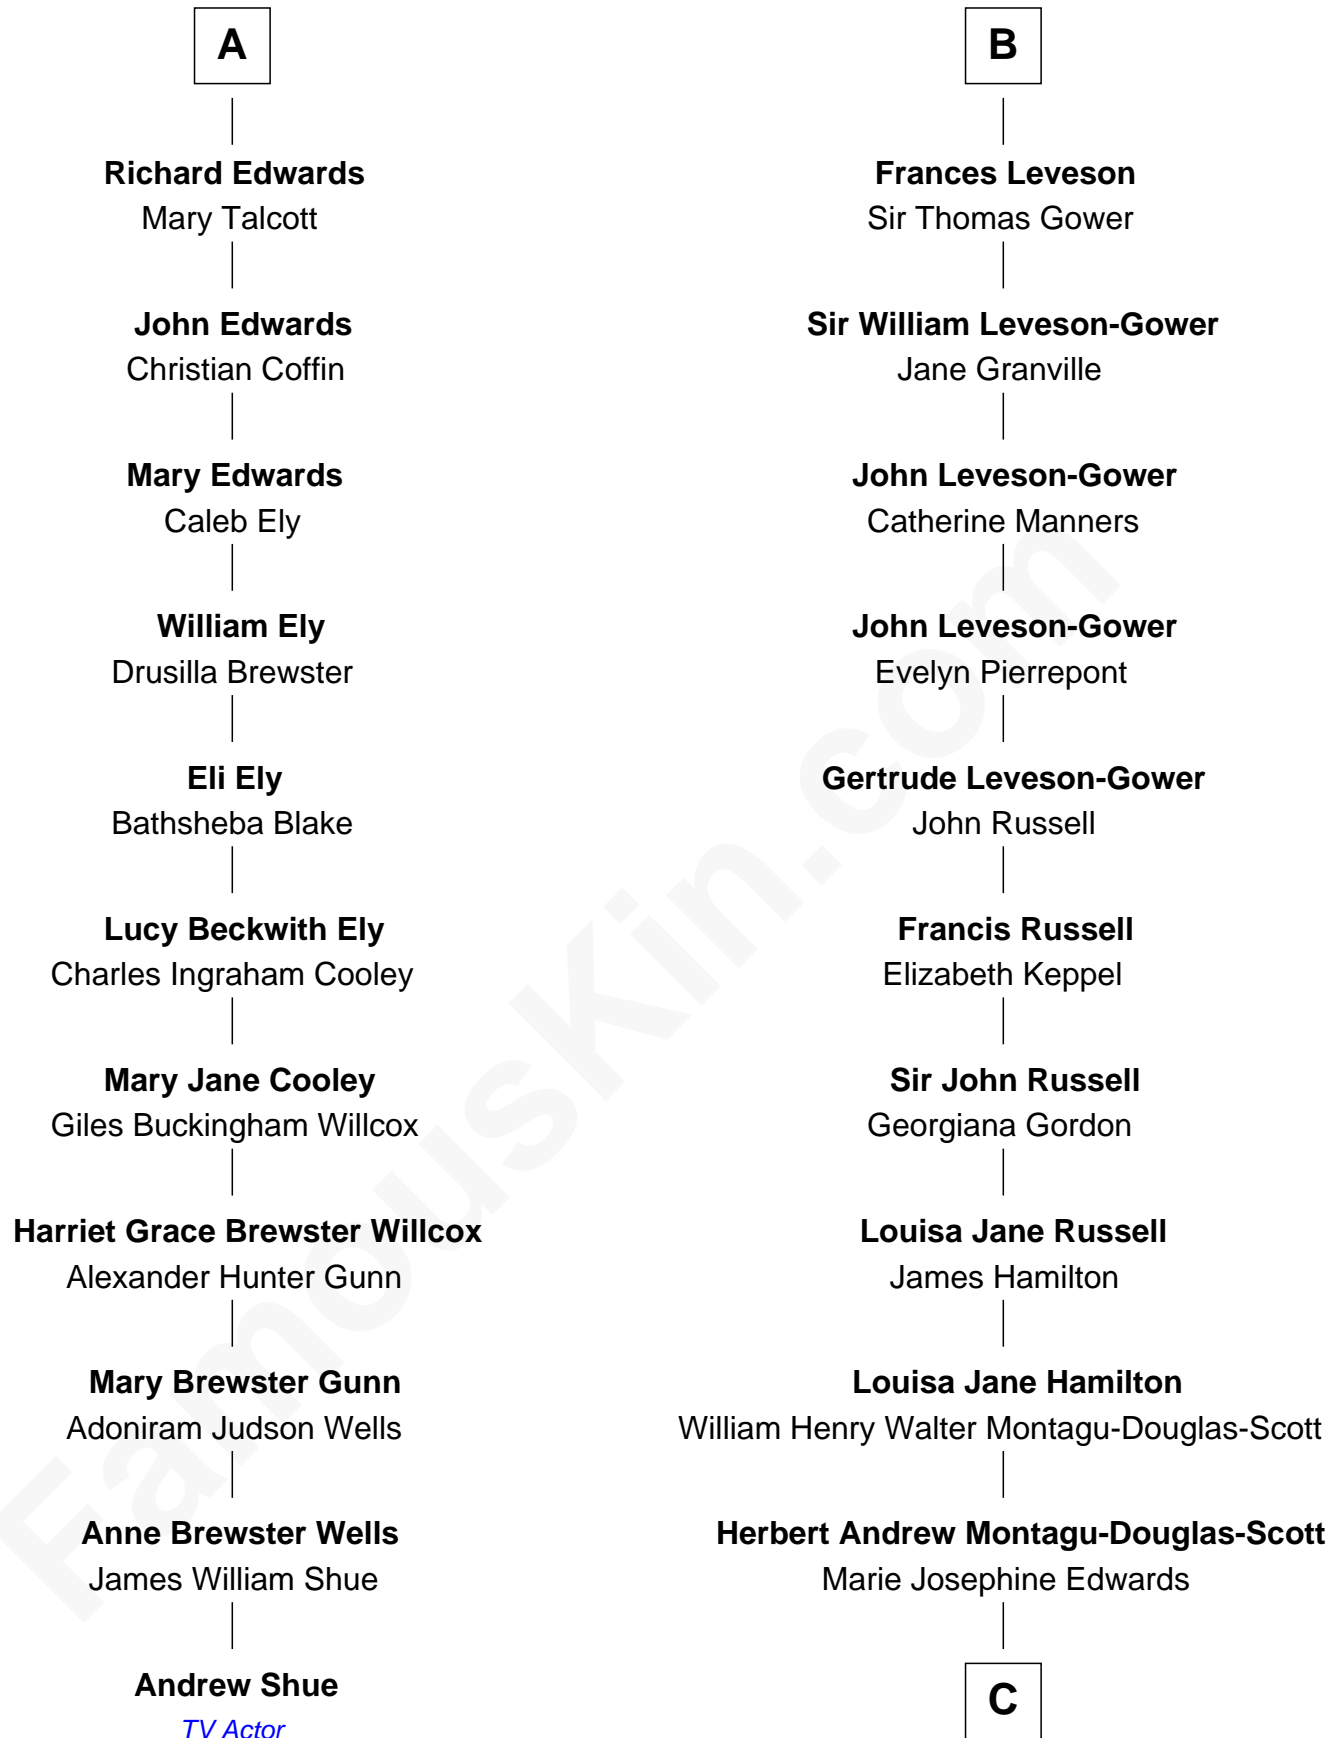 A
Richard Edwards
Mary Talcott
John Edwards
Christian Coffin
Mary Edwards
Caleb Ely
William Ely
Drusilla Brewster
Eli Ely
Bathsheba Blake
Lucy Beckwith Ely
Charles Ingraham Cooley
Mary Jane Cooley
Giles Buckingham Willcox
Harriet Grace Brewster Willcox
Alexander Hunter Gunn
Mary Brewster Gunn
Adoniram Judson Wells
Anne Brewster Wells
James William Shue
Andrew Shue
TV Actor
B
Frances Leveson
Sir Thomas Gower
Sir William Leveson-Gower
Jane Granville
John Leveson-Gower
Catherine Manners
John Leveson-Gower
Evelyn Pierrepont
Gertrude Leveson-Gower
John Russell
Francis Russell
Elizabeth Keppel
Sir John Russell
Georgiana Gordon
Louisa Jane Russell
James Hamilton
Louisa Jane Hamilton
William Henry Walter Montagu-Douglas-Scott
Herbert Andrew Montagu-Douglas-Scott
Marie Josephine Edwards
C
FamousKin.com